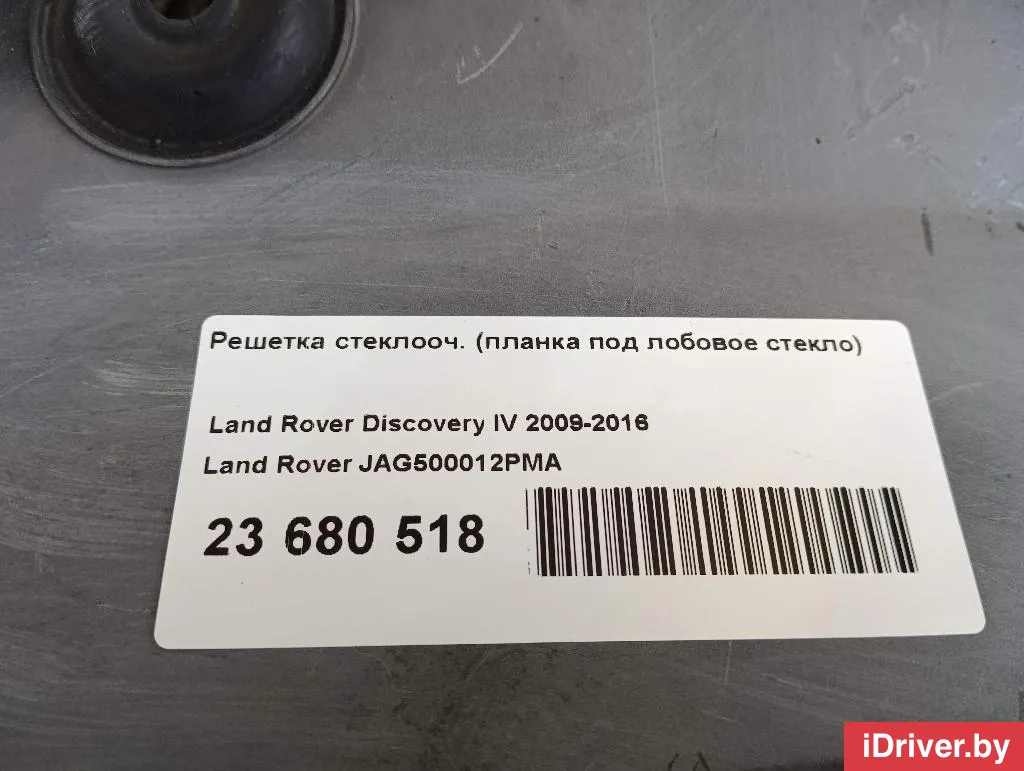 Решетка стеклооч. (планка под лобовое стекло)
Land Rover Discovery IV 2009-2016
Land Rover JAG500012PMA
23 680 518
iDriver.by